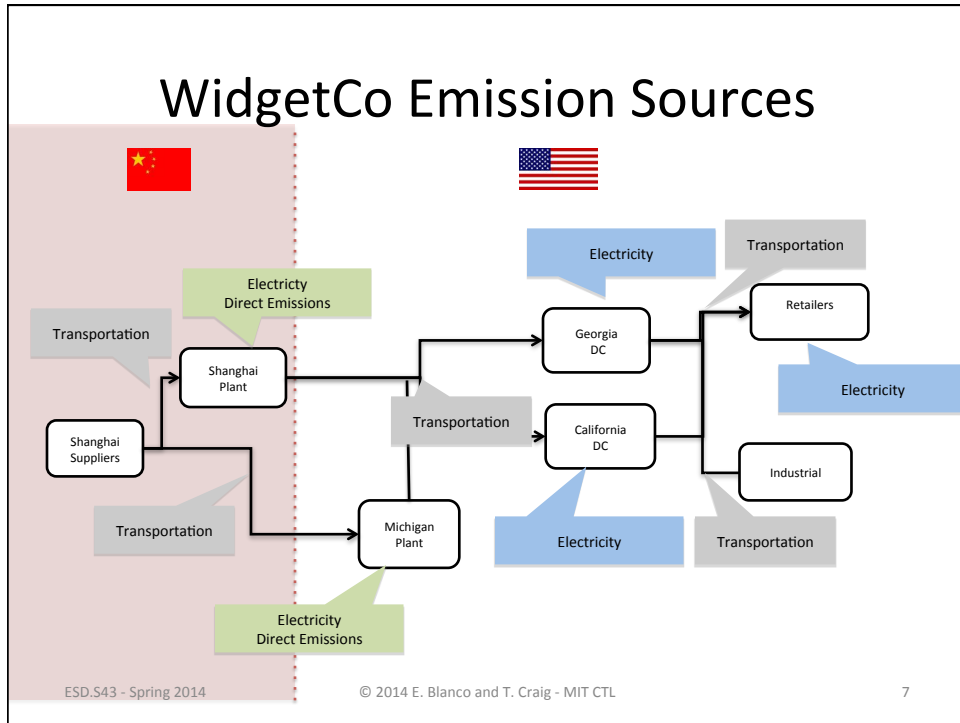 WidgetCo Emission Sources
Electricty
Direct Emissions
Transportation
Shanghai
Plant
Shanghai
Suppliers
Transportation
Michigan
Plant
Electricity
Direct Emissions
Transportation
Electricity
Georgia
DC
California
DC
Electricity
Transportation
Retailers
Electricity
Industrial
Transportation
ESD.S43 - Spring 2014
© 2014 E. Blanco and T. Craig - MIT CTL
7